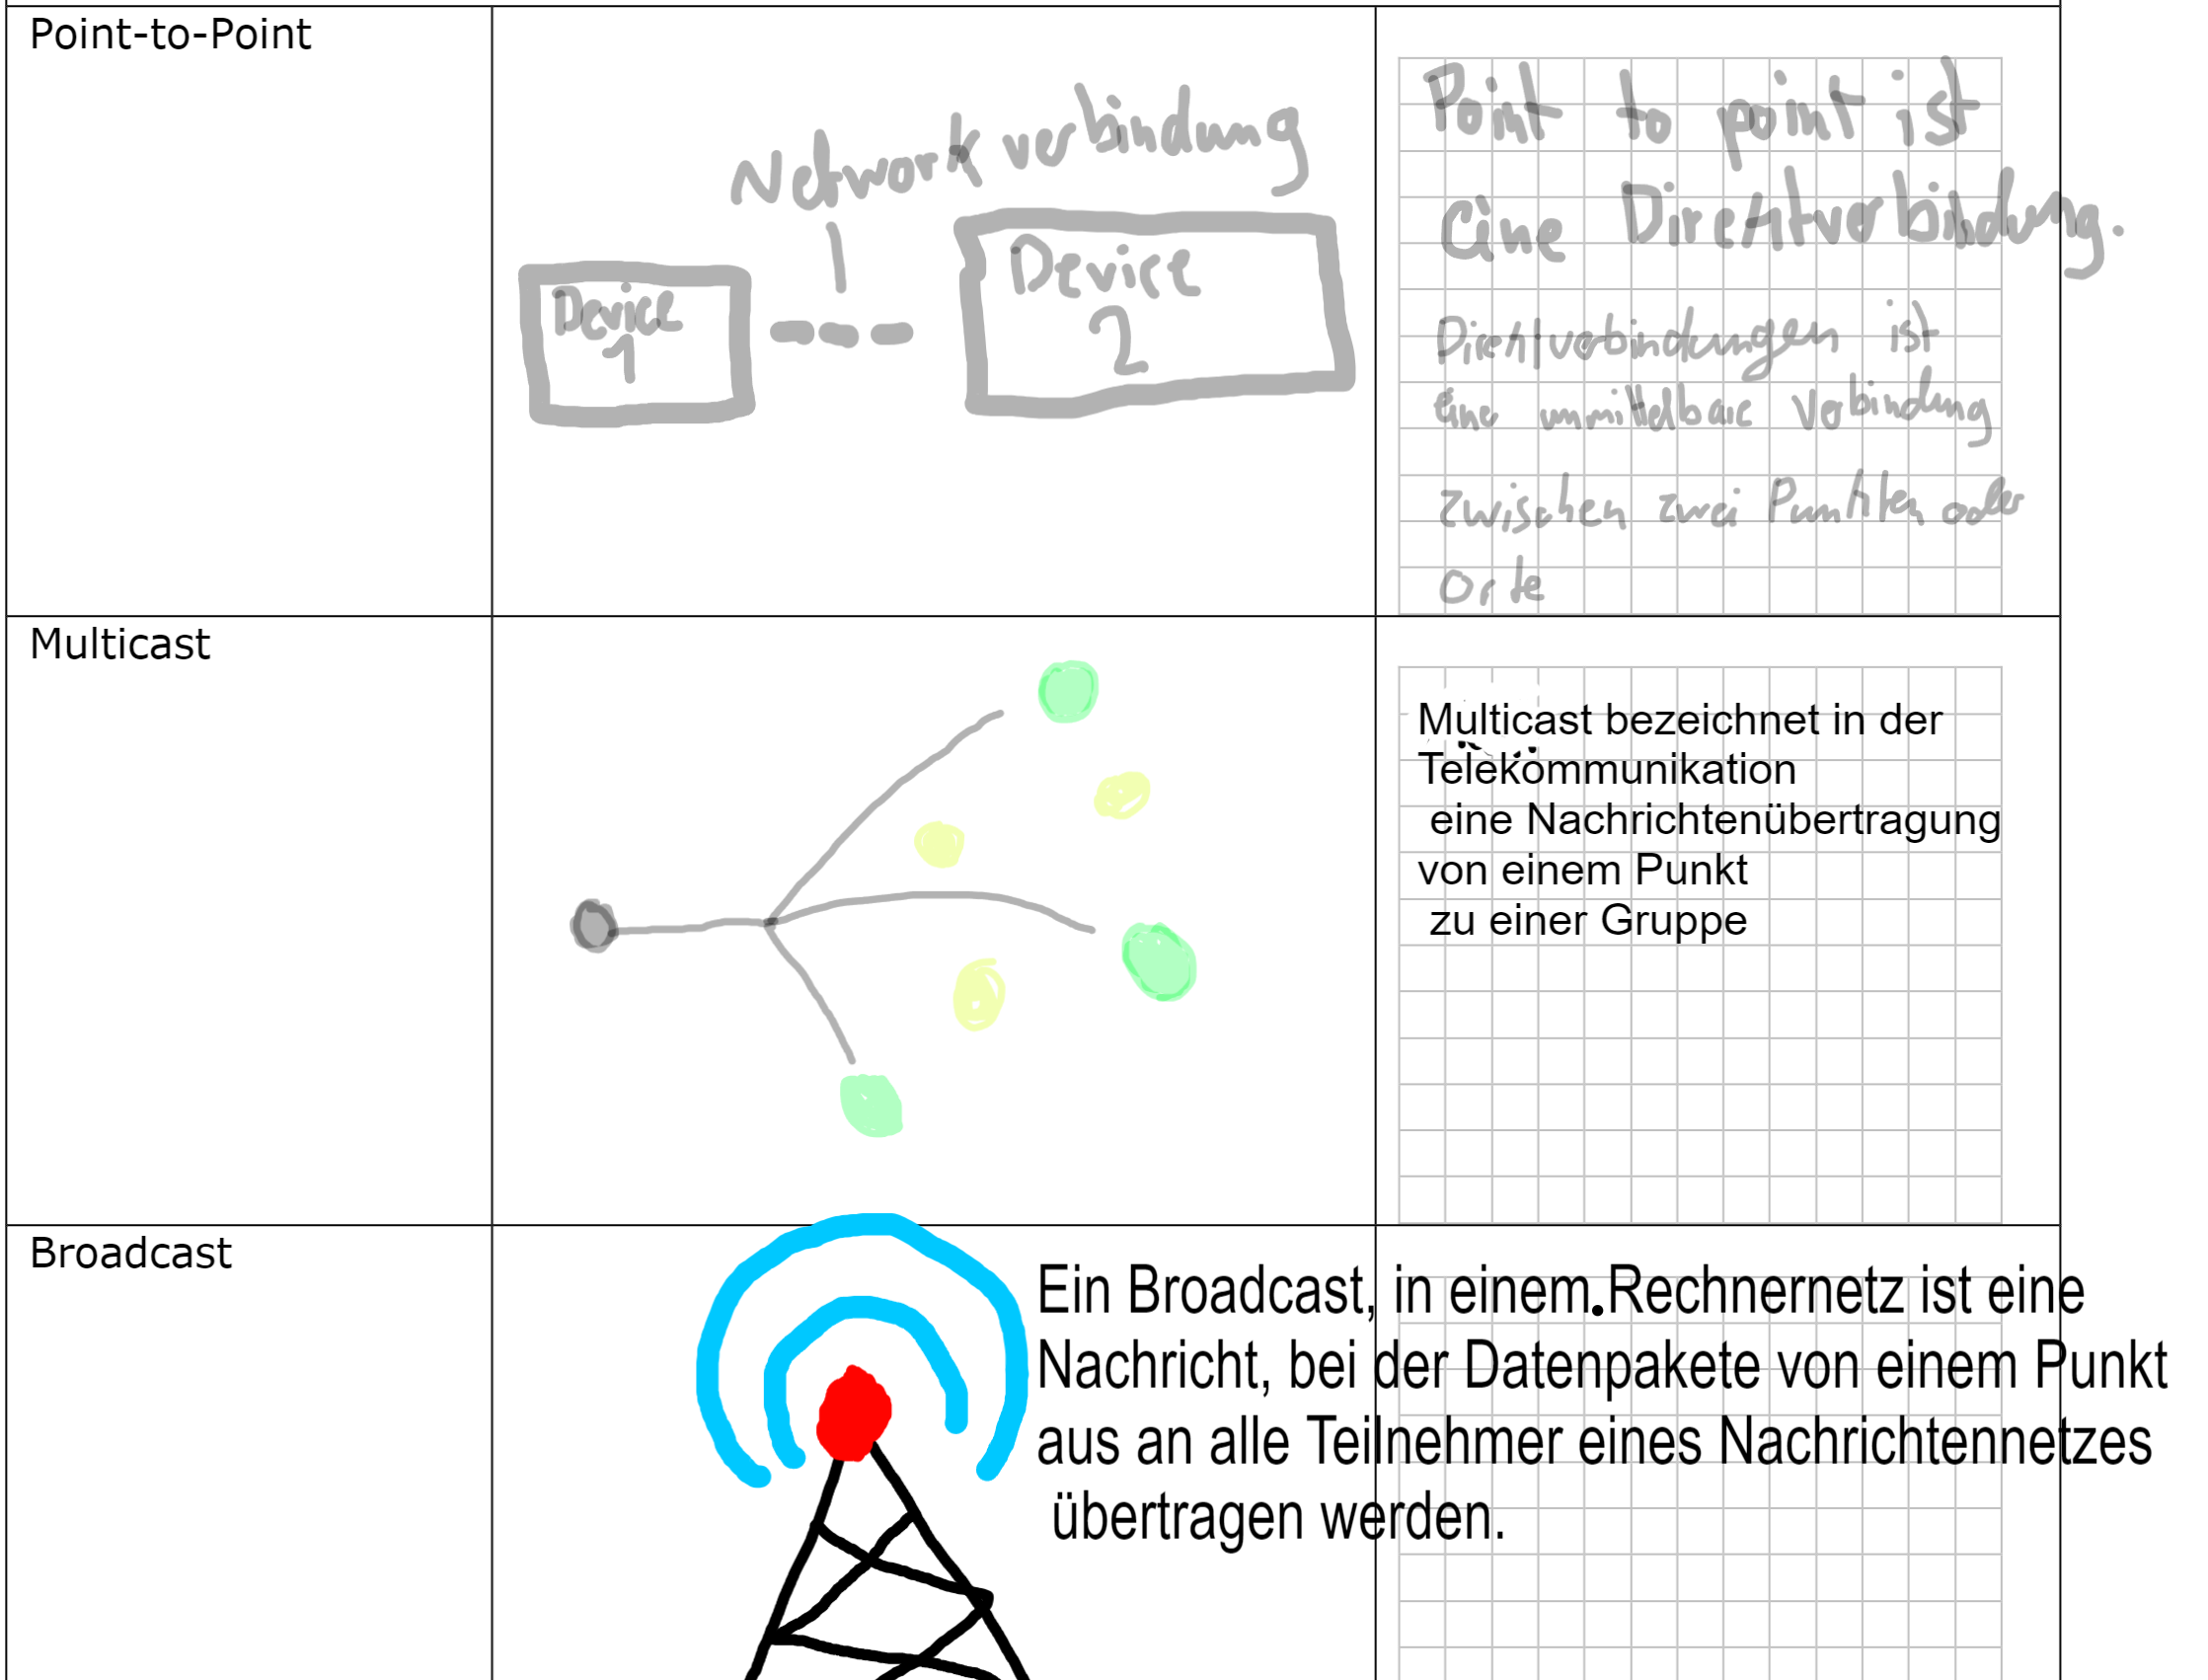 Point-to-Point
Network verbindung
Device
1
Device
2
Point to point ist
eine Direktverbindung.
Direktverbindungen ist
eine unmittelbare Verbindung
zwischen zwei Punkten oder
Orte
Multicast
Multicast bezeichnet in der
Telekommunikation
eine Nachrichtenübertragung
von einem Punkt
zu einer Gruppe
Broadcast
Ein Broadcast, in einem.Rechnernetz ist eine
Nachricht, bei der Datenpakete von einem Punkt
aus an alle Teilnehmer eines Nachrichtennetzes
übertragen werden.